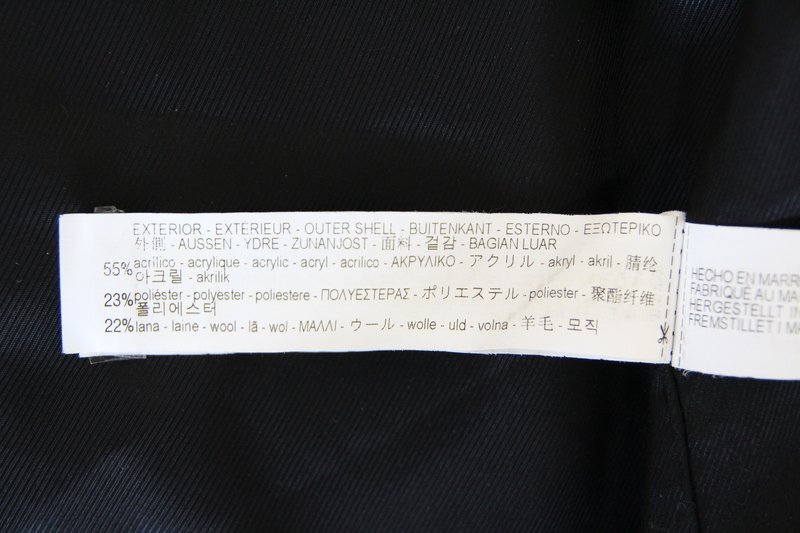 EXTERIOR - EXTÉRIEUR - OUTER SHELL - BUITENKANT - ESTERNO - ΕΞΩΤΕΡΙΚΟ
外側 - AUSSEN - YDRE - ZUNANJOST - 面料 - 겉감 - BAGIAN LUAR
55% acrílico - acrylique - acrylic - acryl - acrilico - ΑΚΡΥΛΙΚΟ - アクリル - akryl - akril - 腈纶
아크릴 - akrilik
23% poliéster - polyester - poliestere - ΠΟΛΥΕΣΤΕΡΑΣ - ポリエステル - poliester - 聚酯纤维
폴리에스터
22% lana - laine - wool - lã - wol - ΜΑΛΛΙ - ウール - wolle - uld - volna - 羊毛 - 모직
HECHO EN MARR
FABRIQUÉ AU MA
HERGESTELLT IN
FREMSTILLET I M